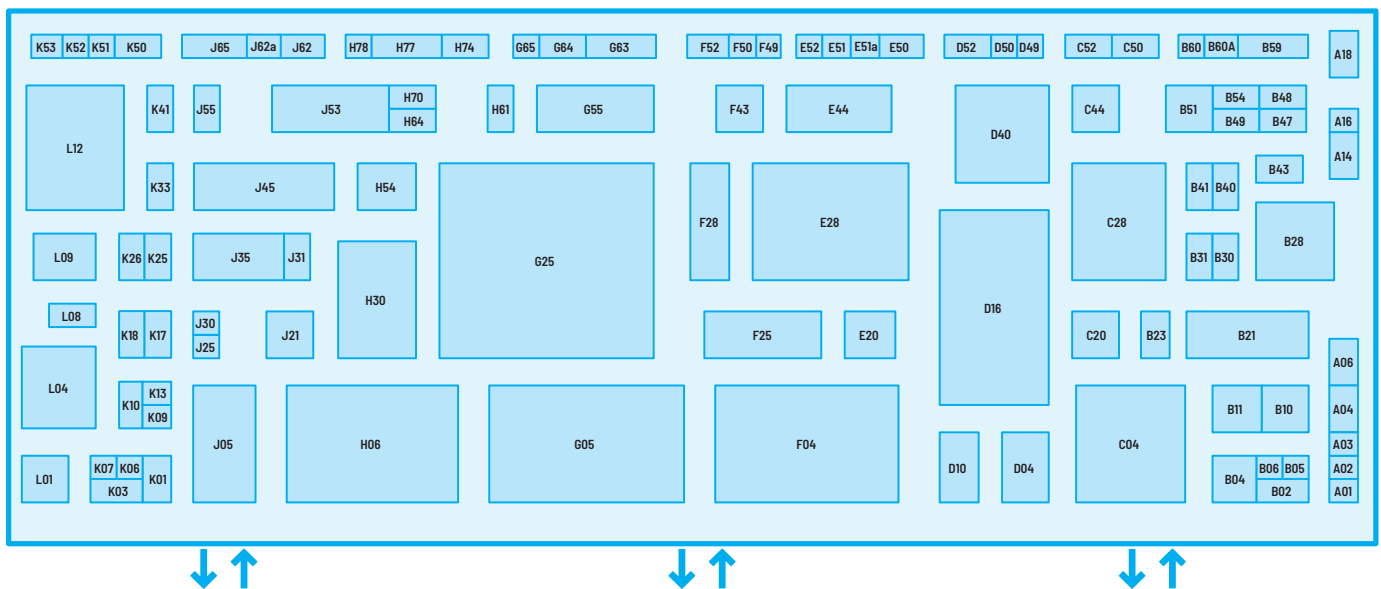 K53 K52 K51 K50 J65 J62a J62 H78 H77 H74 G65 G64 G63 F52 F50 F49 E52 E51 E51a E50 D52 D50 D49 C52 C50 B60 B60A B59 A18
K41 J55 J53 H70 H61 G55 F43 E44 C44 B51 B54 B48
H64 B49 B47 A16
L12 D40 A14
B43
K33 J45 H54 B41 B40
F28 E28 C28
B28
L09 K26 K25 J35 J31 G25 B31 B30
H30
L08 J30 D16
K18 K17 J21 F25 E20 C20 B23 B21
J25
A06
L04 K10 K13 B11 B10 A04
K09
J05 H06 G05 F04 C04 A03
K07 K06 D10 D04 B06 B05 A02
L01 K01 B04
K03 B02 A01